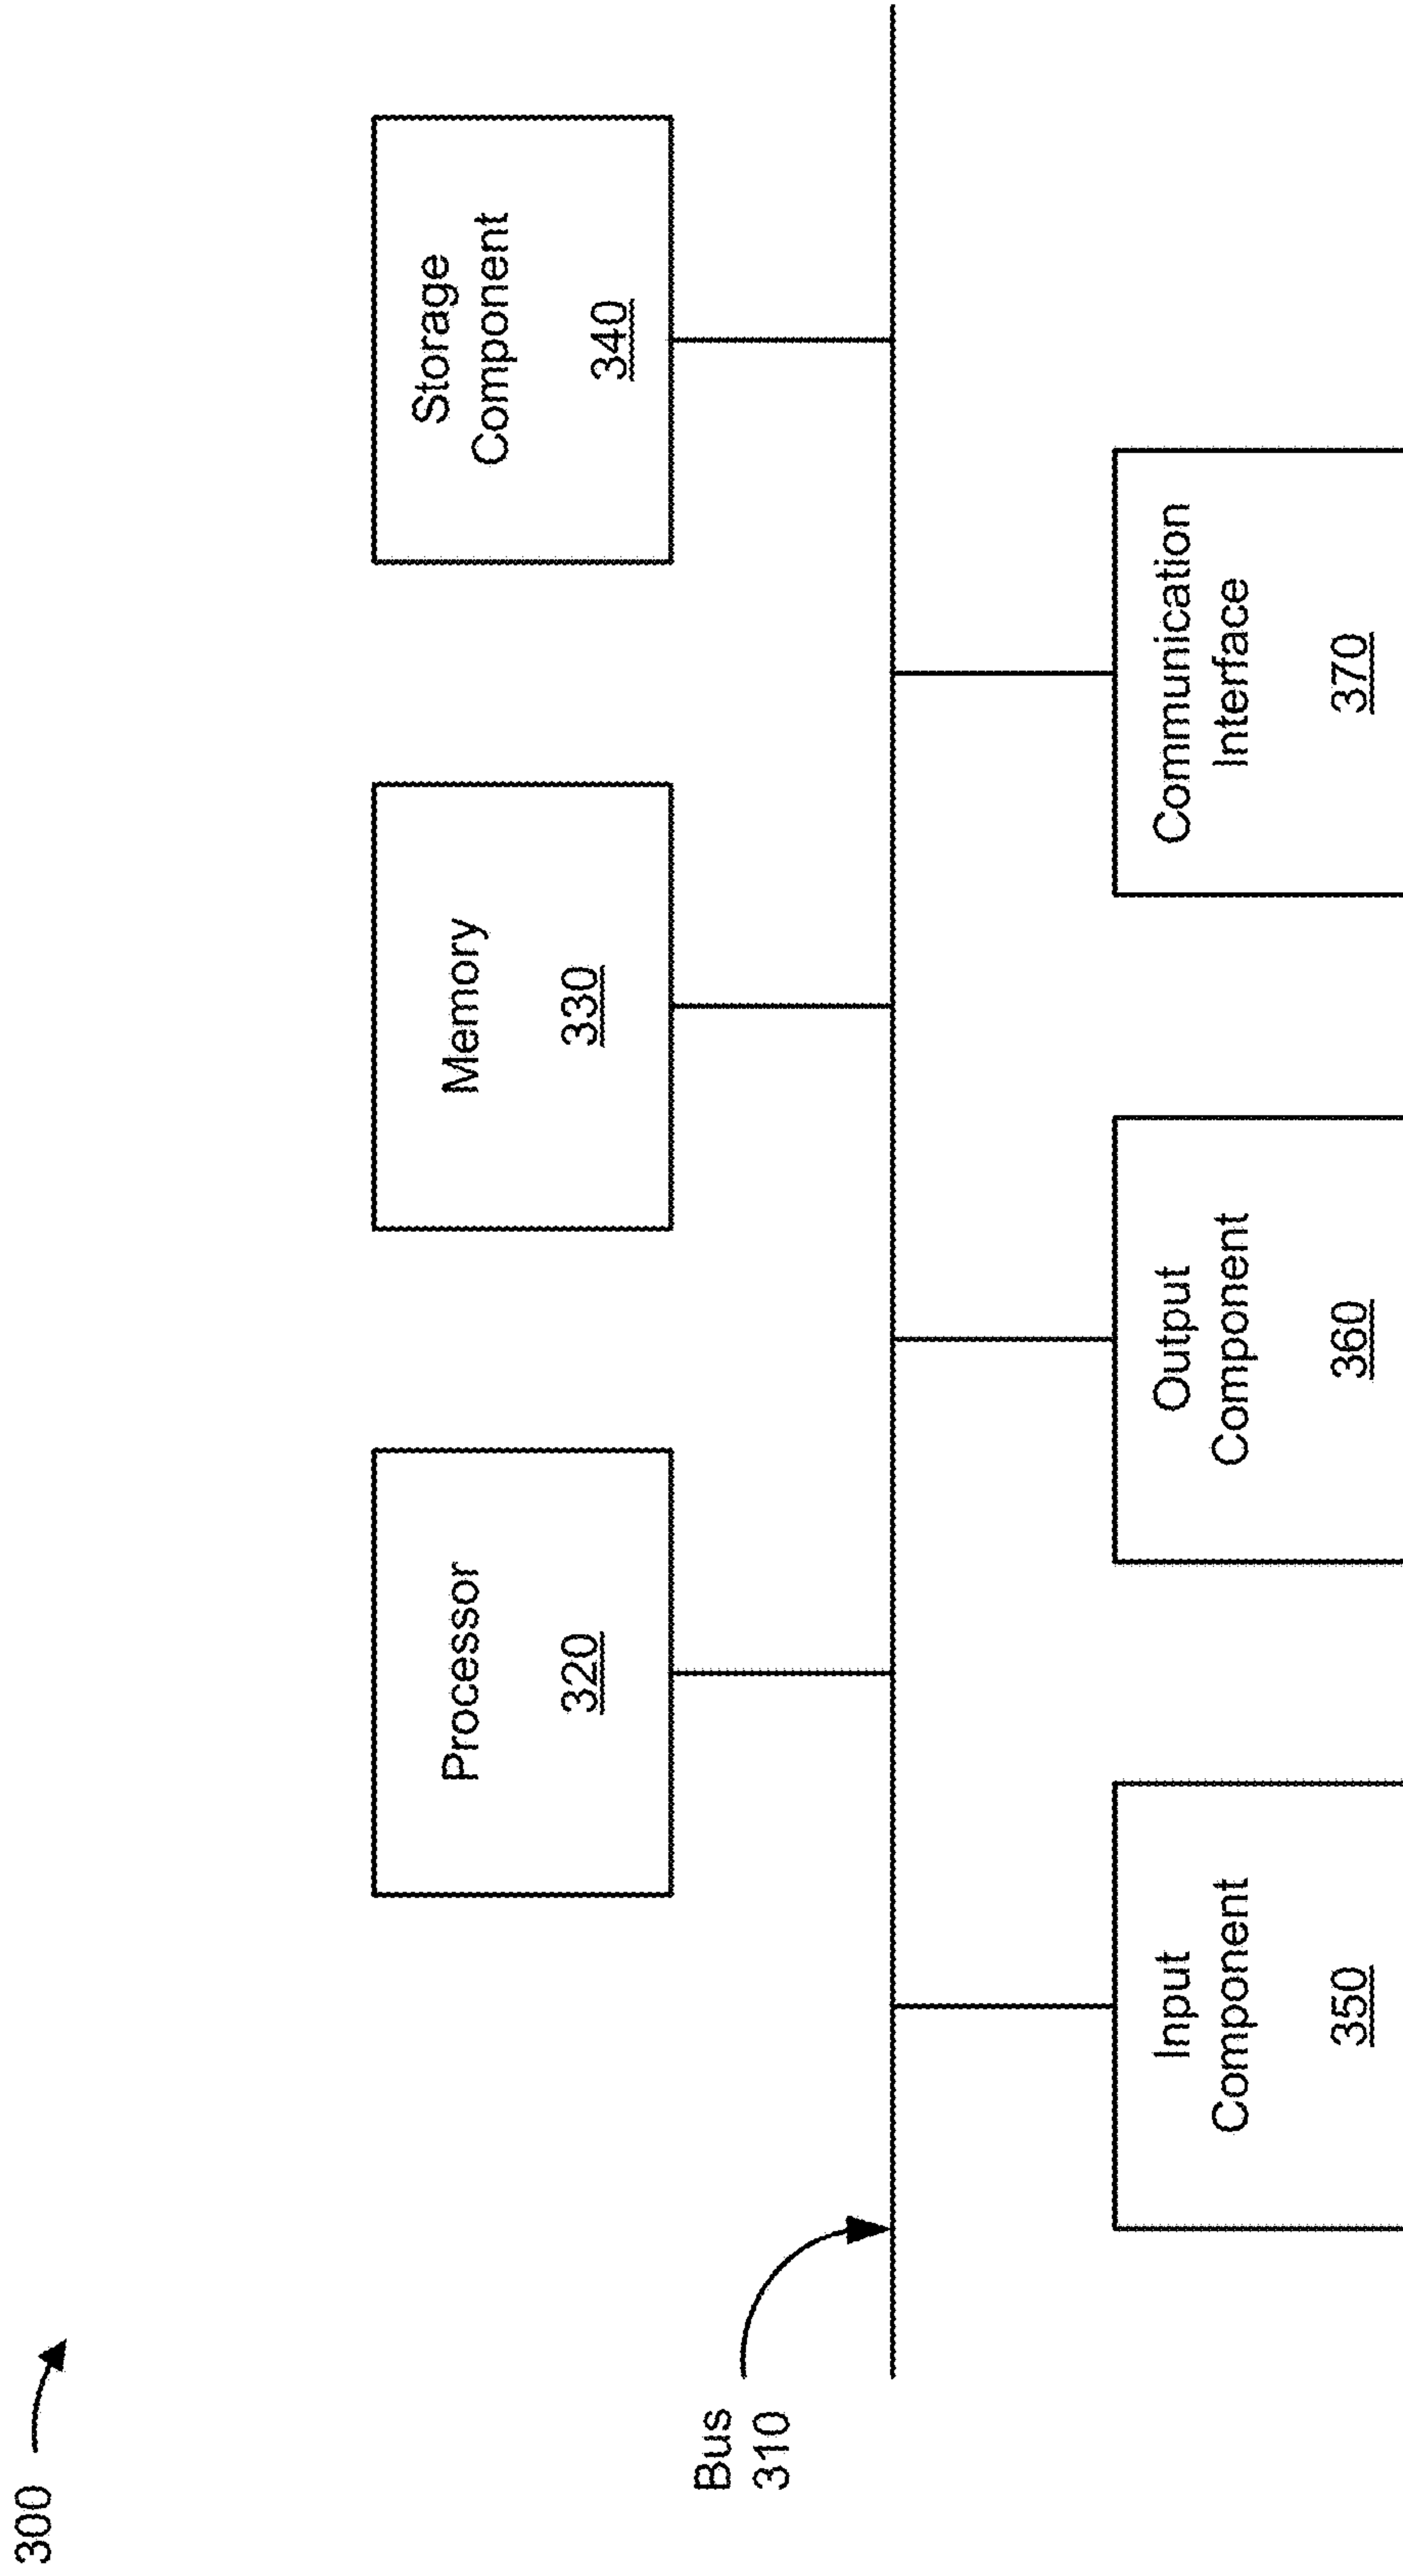 300
Processor
320
Memory
330
Storage
Component
340
Bus
310
Input
Component
350
Output
Component
360
Communication
Interface
370